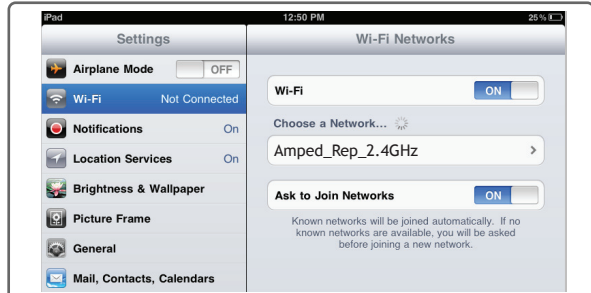 iPad 12:50 PM 25%
Settings
Airplane Mode OFF
Wi-Fi Not Connected
Notifications On
Location Services On
Brightness & Wallpaper
Picture Frame
General
Mail, Contacts, Calendars
Wi-Fi Networks
Wi-Fi ON
Choose a Network...
Amped_Rep_2.4GHz
Ask to Join Networks ON
Known networks will be joined automatically. If no
known networks are available, you will be asked
before joining a new network.